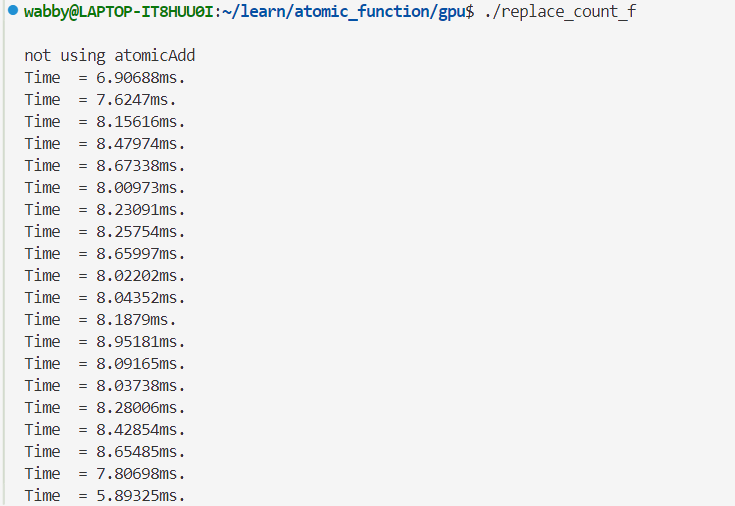 wabby@LAPTOP-IT8HUU0I:~/learn/atomic_function/gpu$ ./replace_count_f
not using atomicAdd
Time  = 6.90688ms.
Time  = 7.6247ms.
Time  = 8.15616ms.
Time  = 8.47974ms.
Time  = 8.67338ms.
Time  = 8.00973ms.
Time  = 8.23091ms.
Time  = 8.25754ms.
Time  = 8.65997ms.
Time  = 8.02202ms.
Time  = 8.04352ms.
Time  = 8.1879ms.
Time  = 8.95181ms.
Time  = 8.09165ms.
Time  = 8.03738ms.
Time  = 8.28006ms.
Time  = 8.42854ms.
Time  = 8.65485ms.
Time  = 7.80698ms.
Time  = 5.89325ms.